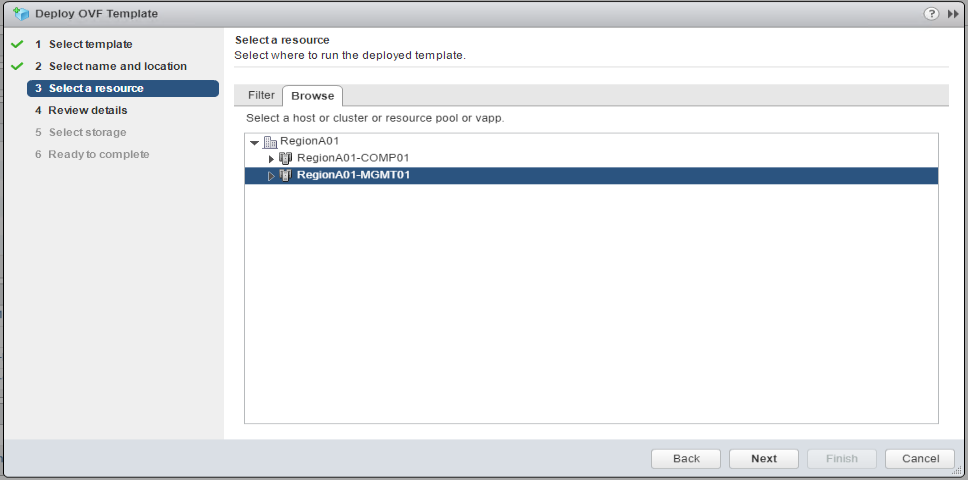 Deploy OVF Template
?
1 Select template
2 Select name and location
3 Select a resource
4 Review details
5 Select storage
6 Ready to complete
Select a resource
Select where to run the deployed template.
Filter
Browse
Select a host or cluster or resource pool or vapp.
RegionA01
RegionA01-COMP01
RegionA01-MGMT01
Back
Next
Finish
Cancel